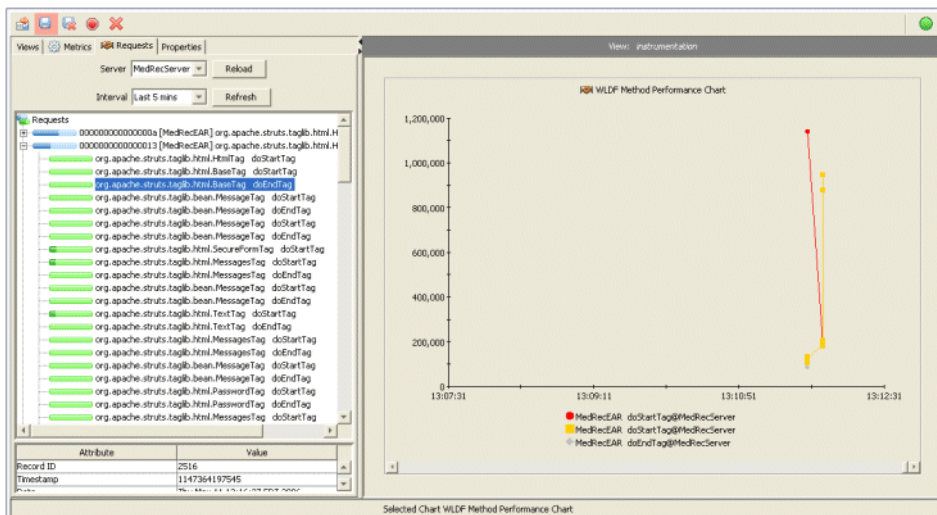 View: instrumentation
Views Metrics Requests Properties
Server MedRecServer Reload
Interval Last 5 mins Refresh
Requests
000000000000000a [MedRecEAR] org.apache.struts.taglib.html.H
0000000000000013 [MedRecEAR] org.apache.struts.taglib.html.H
org.apache.struts.taglib.html.HtmlTag doStartTag
org.apache.struts.taglib.html.BaseTag doStartTag
org.apache.struts.taglib.html.BaseTag doEndTag
org.apache.struts.taglib.bean.MessageTag doStartTag
org.apache.struts.taglib.bean.MessageTag doEndTag
org.apache.struts.taglib.bean.MessageTag doStartTag
org.apache.struts.taglib.bean.MessageTag doEndTag
org.apache.struts.taglib.html.SecureFormTag doStartTag
org.apache.struts.taglib.html.MessagesTag doStartTag
org.apache.struts.taglib.html.MessagesTag doEndTag
org.apache.struts.taglib.bean.MessageTag doStartTag
org.apache.struts.taglib.bean.MessageTag doEndTag
org.apache.struts.taglib.html.TextTag doStartTag
org.apache.struts.taglib.html.TextTag doEndTag
org.apache.struts.taglib.html.MessagesTag doStartTag
org.apache.struts.taglib.html.MessagesTag doEndTag
org.apache.struts.taglib.bean.MessageTag doStartTag
org.apache.struts.taglib.bean.MessageTag doEndTag
org.apache.struts.taglib.html.PasswordTag doStartTag
org.apache.struts.taglib.html.PasswordTag doEndTag
org.apache.struts.taglib.html.MessagesTag doStartTag
Attribute Value
Record ID 2516
Timestamp 1147364197545
WLDF Method Performance Chart
1,200,000
1,000,000
800,000
600,000
400,000
200,000
0
13:07:31 13:09:11 13:10:51 13:12:31
MedRecEAR doStartTag@MedRecServer
MedRecEAR doStartTag@MedRecServer
MedRecEAR doEndTag@MedRecServer
Selected Chart WLDF Method Performance Chart